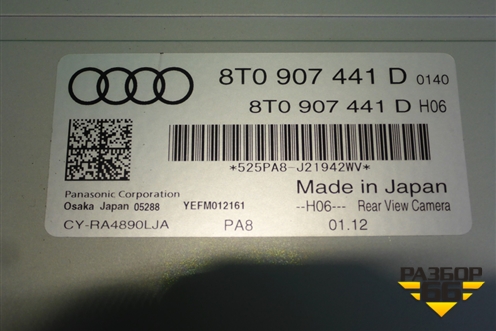 8T0 907 441 D 0140
8T0 907 441 D H06
*525PA8-J21942WV*
Panasonic Corporation
Osaka Japan 05288 YEFM012161
CY-RA4890LJA PA8
Made in Japan
--H06--- Rear View Camera
01.12
РАЗБОР
66